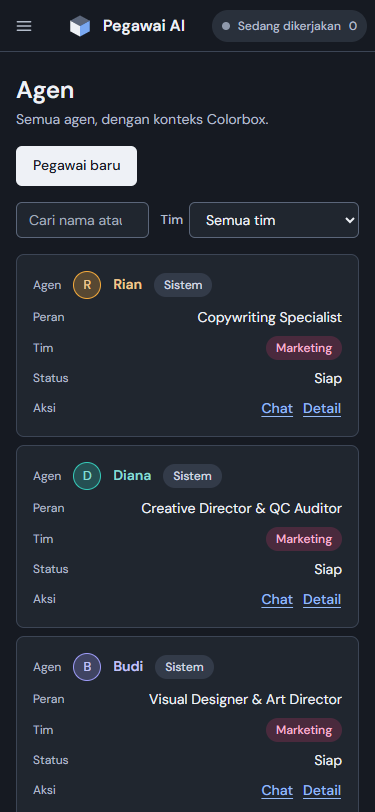 Pegawai AI
Sedang dikerjakan 0
Agen
Semua agen, dengan konteks Colorbox.
Pegawai baru
Cari nama atau
Tim
Semua tim
Agen R Rian Sistem
Peran Copywriting Specialist
Tim Marketing
Status Siap
Aksi Chat Detail
Agen D Diana Sistem
Peran Creative Director & QC Auditor
Tim Marketing
Status Siap
Aksi Chat Detail
Agen B Budi Sistem
Peran Visual Designer & Art Director
Tim Marketing
Status Siap
Aksi Chat Detail